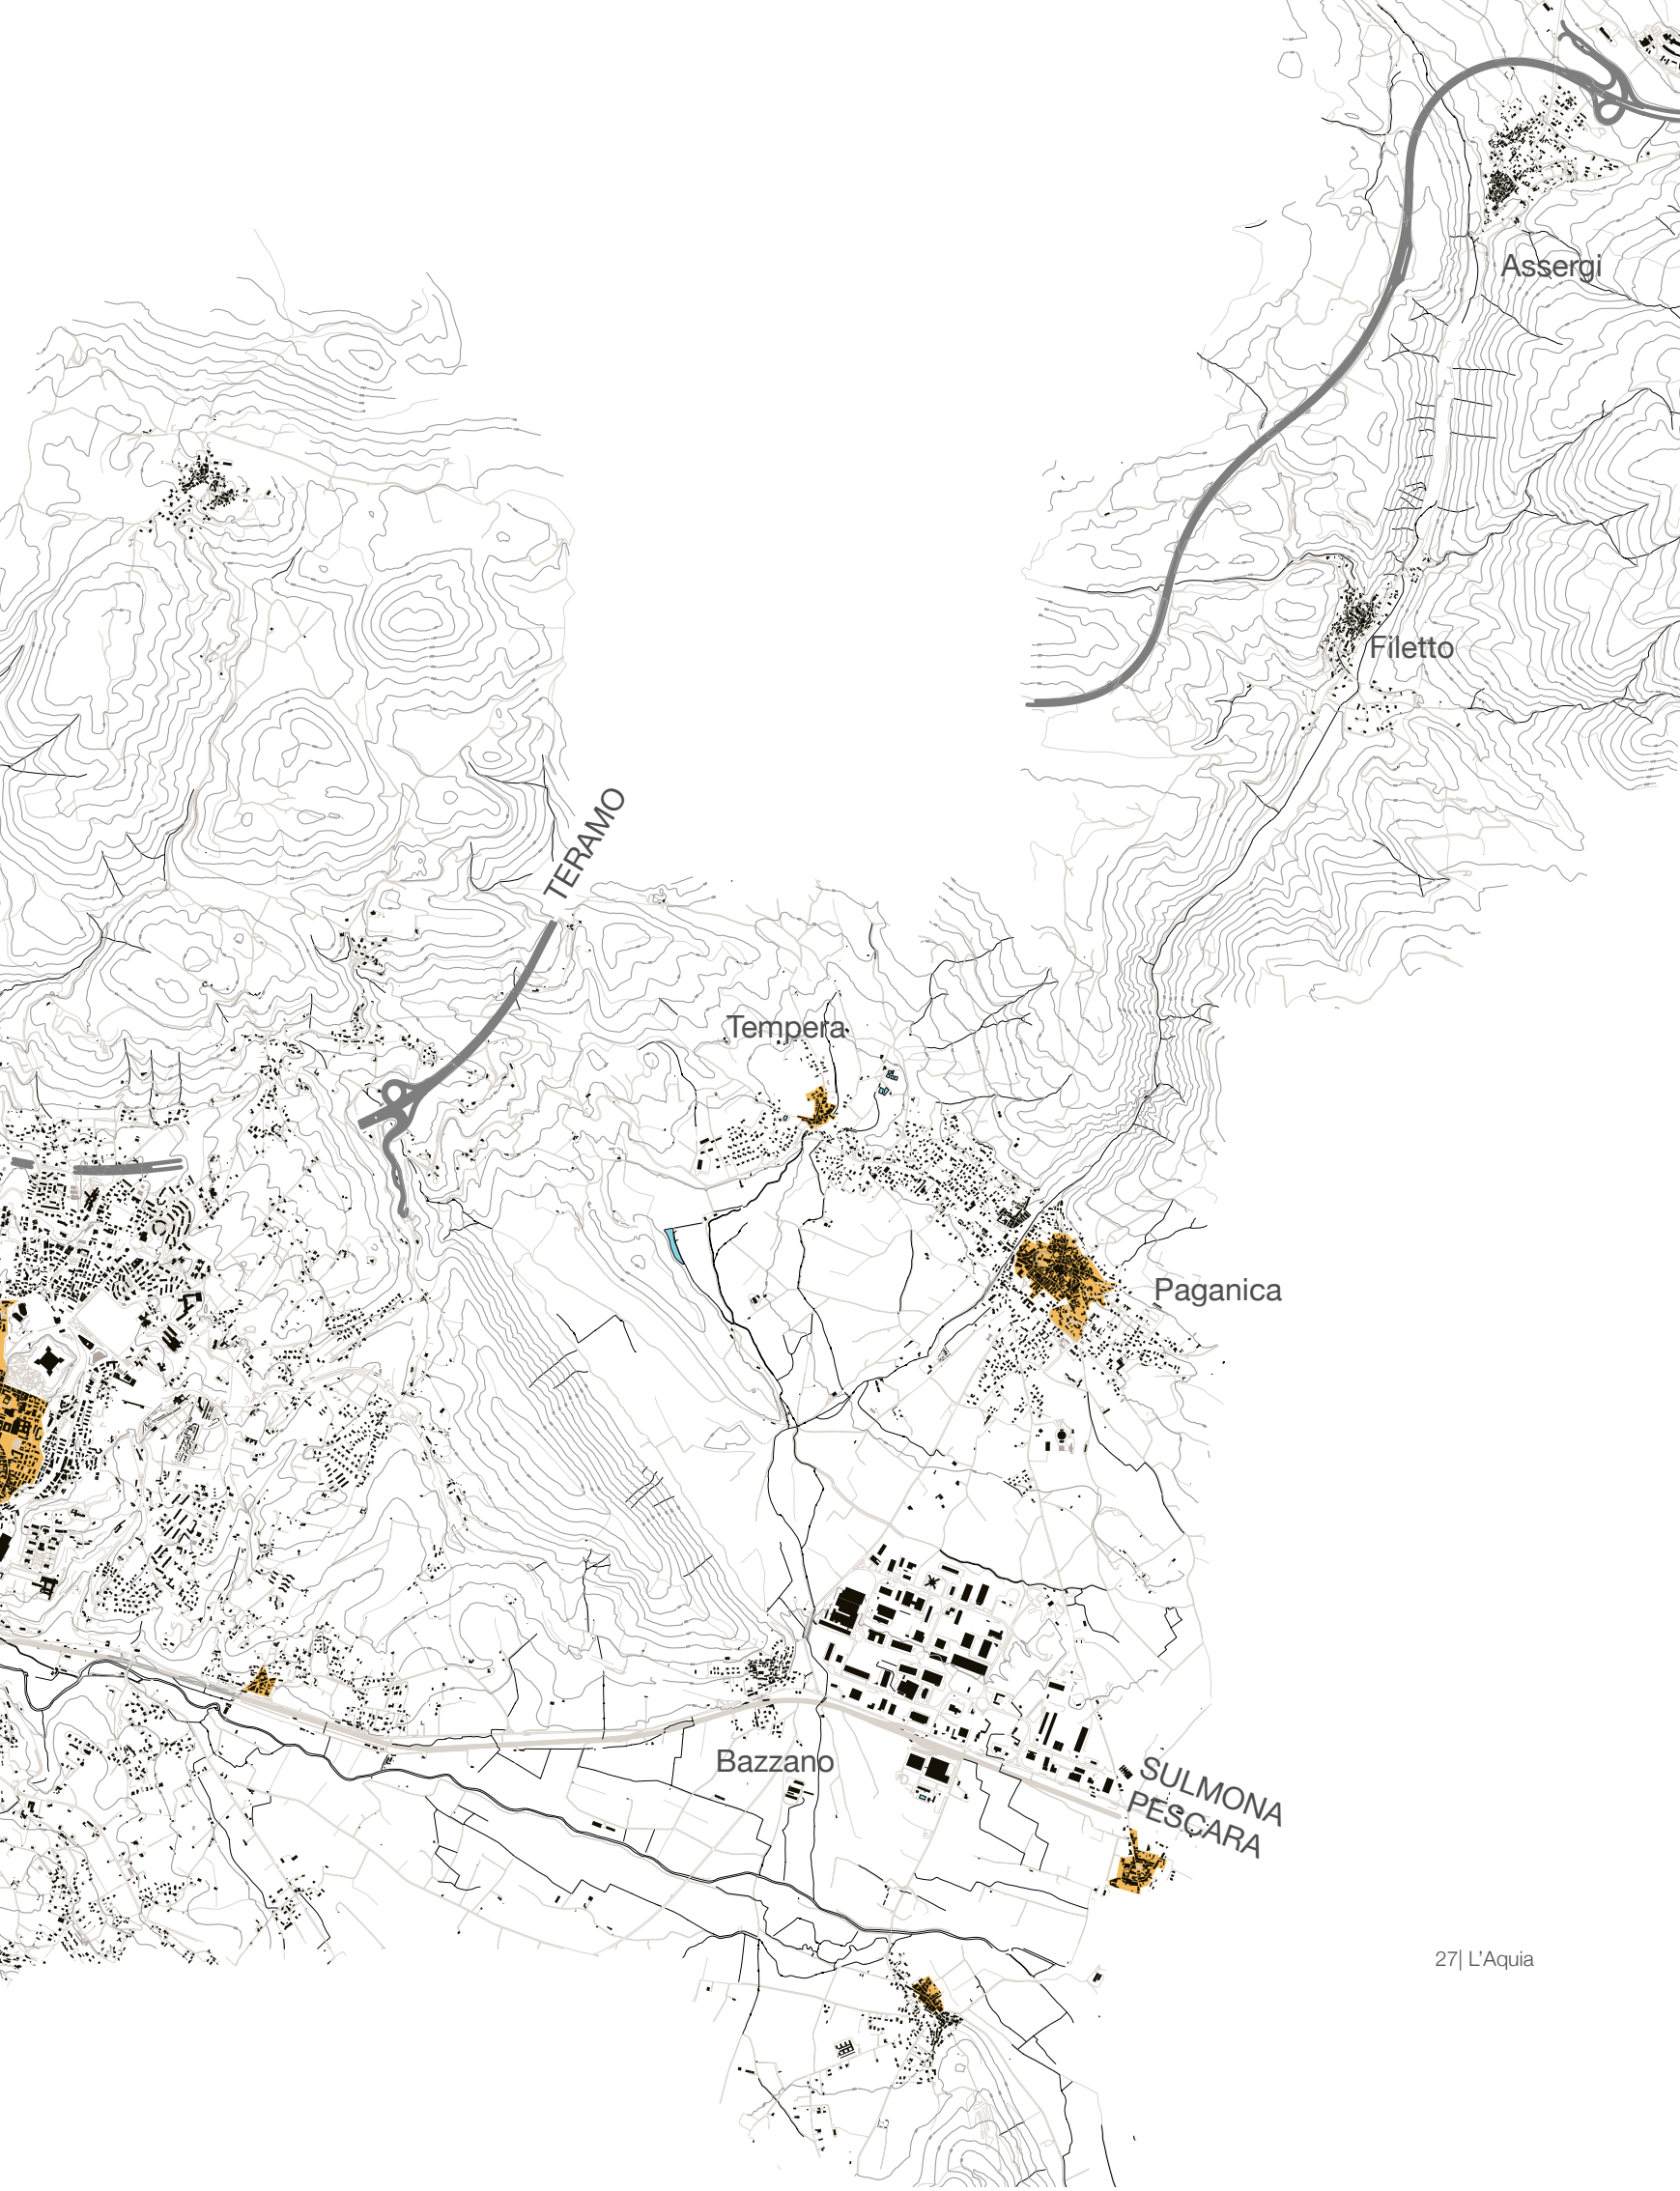 Assergi
Filetto
TERAMO
Tempera
Paganica
Bazzano
SULMONA
PESCARA
27| L'Aquia